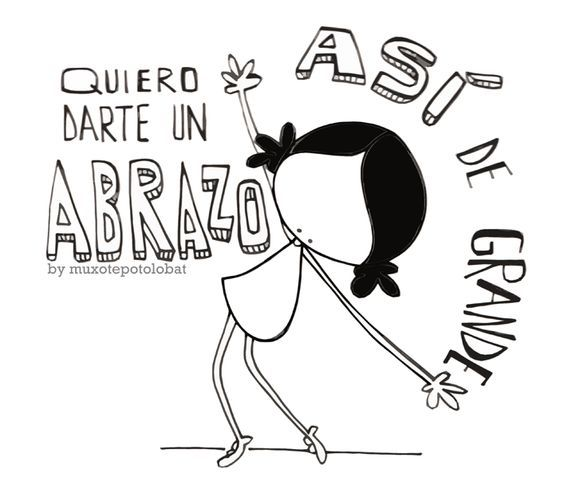 QUIERO
DARTE UN
ABRAZO
by muxotepotolobat
ASÍ
DE
GRANDE